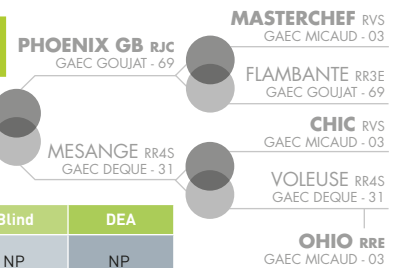 MASTERCHEF RVS
GAEC MICAUD - 03
PHOENIX GB RJC
GAEC GOUJAT - 69
FLAMBANTE RR3E
GAEC GOUJAT - 69
CHIC RVS
GAEC MICAUD - 03
MESANGE RR4S
GAEC DEQUE - 31
VOLEUSE RR4S
GAEC DEQUE - 31
OHIO RRE
GAEC MICAUD - 03
Blind DEA
NP NP